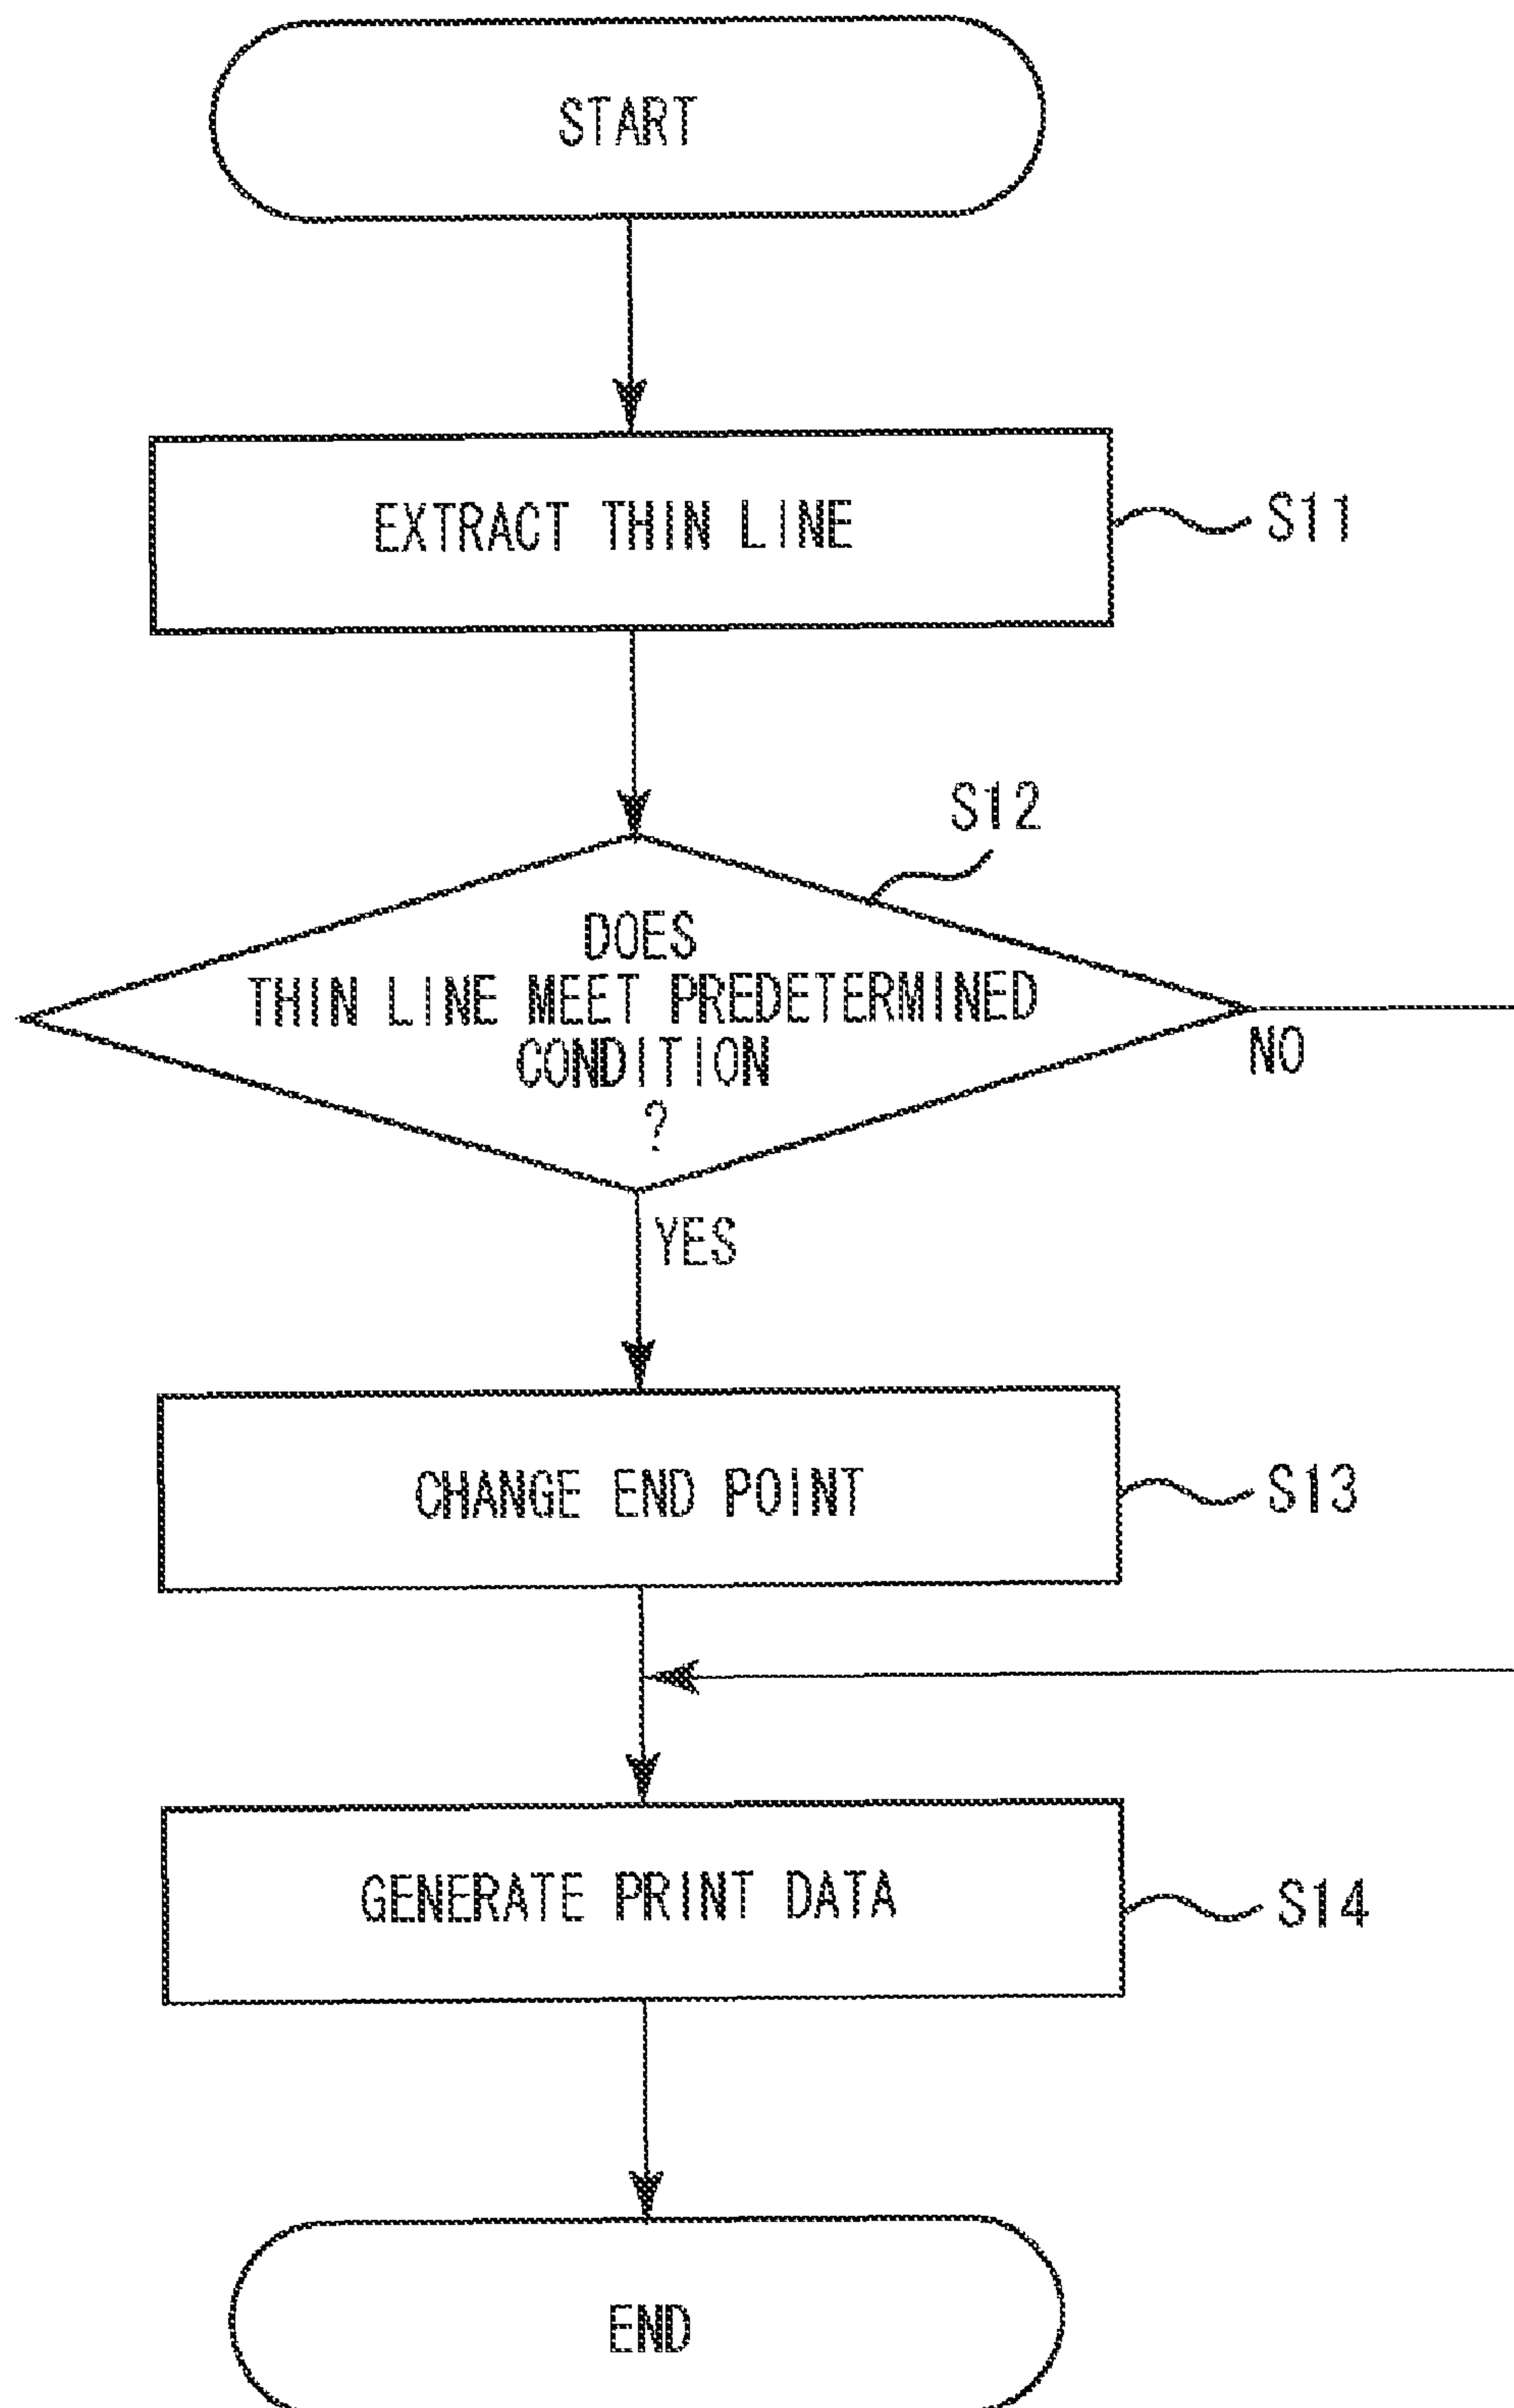 START
EXTRACT THIN LINE
S11
S12
DOES
THIN LINE MEET PREDETERMINED
CONDITION
?
NO
YES
CHANGE END POINT
S13
GENERATE PRINT DATA
S14
END